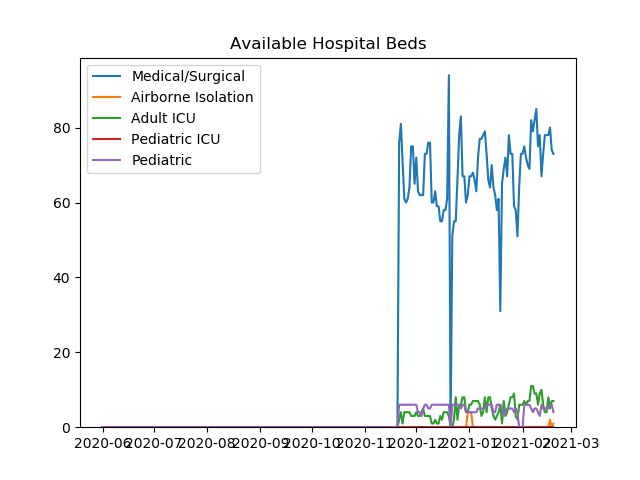 Available Hospital Beds
Medical/Surgical
Airborne Isolation
Adult ICU
Pediatric ICU
Pediatric
80
60
40
20
0
2020-06 2020-07 2020-08 2020-09 2020-10 2020-11 2020-12 2021-01 2021-02 2021-03